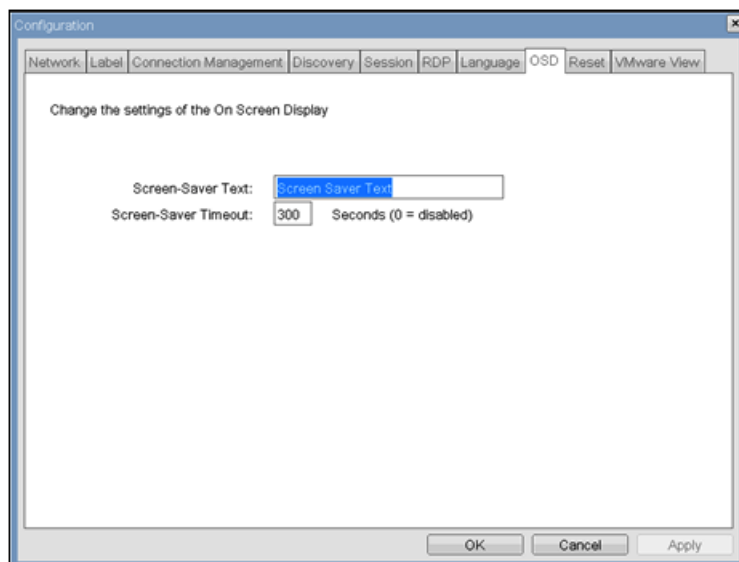 Configuration
Network Label Connection Management Discovery Session RDP Language OSD Reset VMware View
Change the settings of the On Screen Display
Screen-Saver Text: Screen Saver Text
Screen-Saver Timeout: 300 Seconds (0 = disabled)
OK Cancel Apply